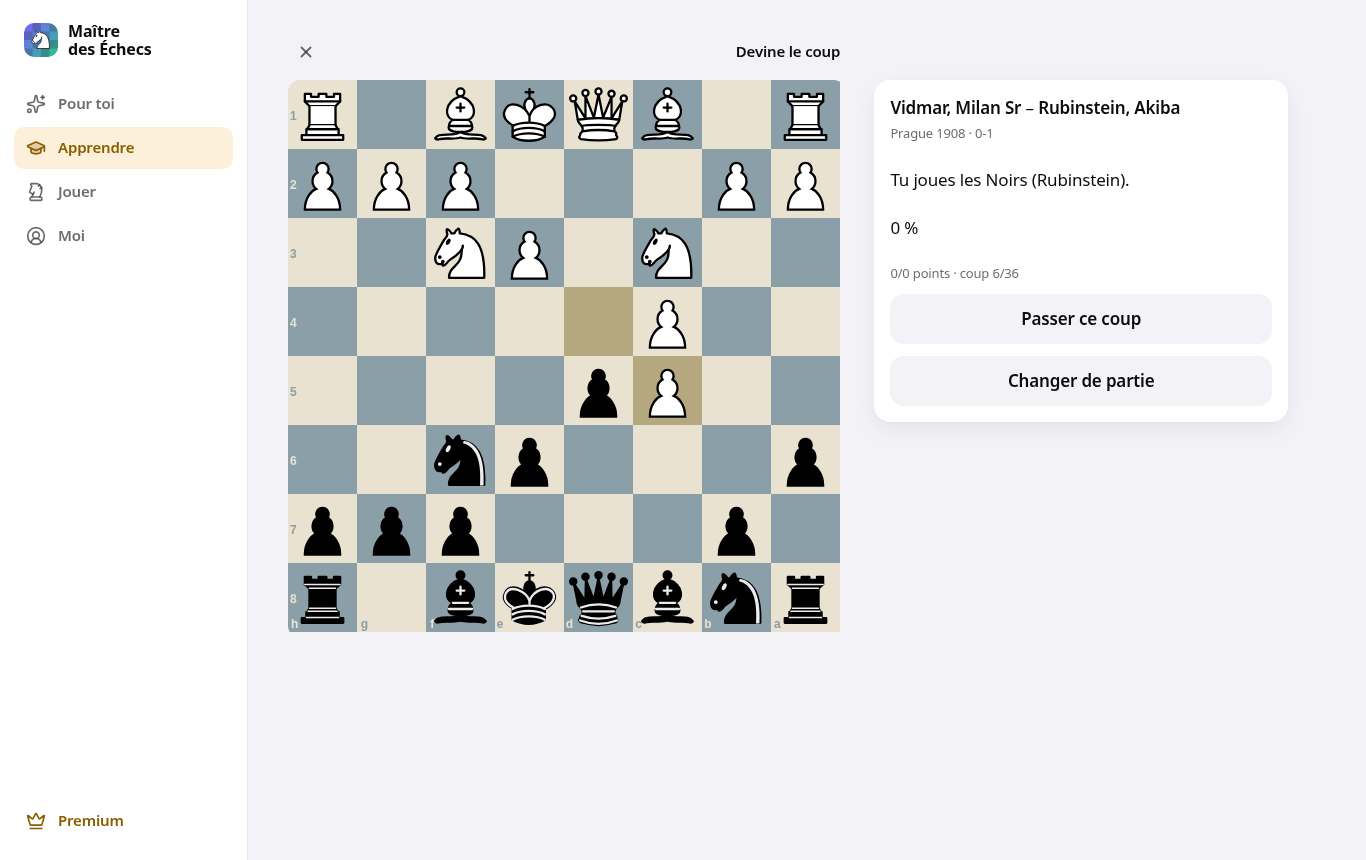 Maître
des Échecs
Pour toi
Apprendre
Jouer
Moi
Premium
Devine le coup
1
2
3
4
5
6
7
8
h g f e d c b a
Vidmar, Milan Sr – Rubinstein, Akiba
Prague 1908 · 0-1
Tu joues les Noirs (Rubinstein).
0 %
0/0 points · coup 6/36
Passer ce coup
Changer de partie